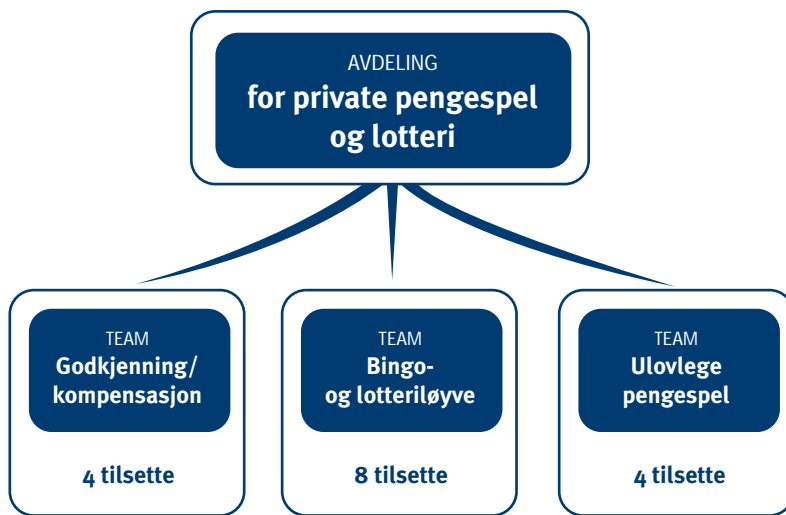 AVDELING
for private pengespel
og lotteri
TEAM
Godkjenning/
kompensasjon
4 tilsette
TEAM
Bingo-
og lotteriløyve
8 tilsette
TEAM
Ulovlege
pengespel
4 tilsette